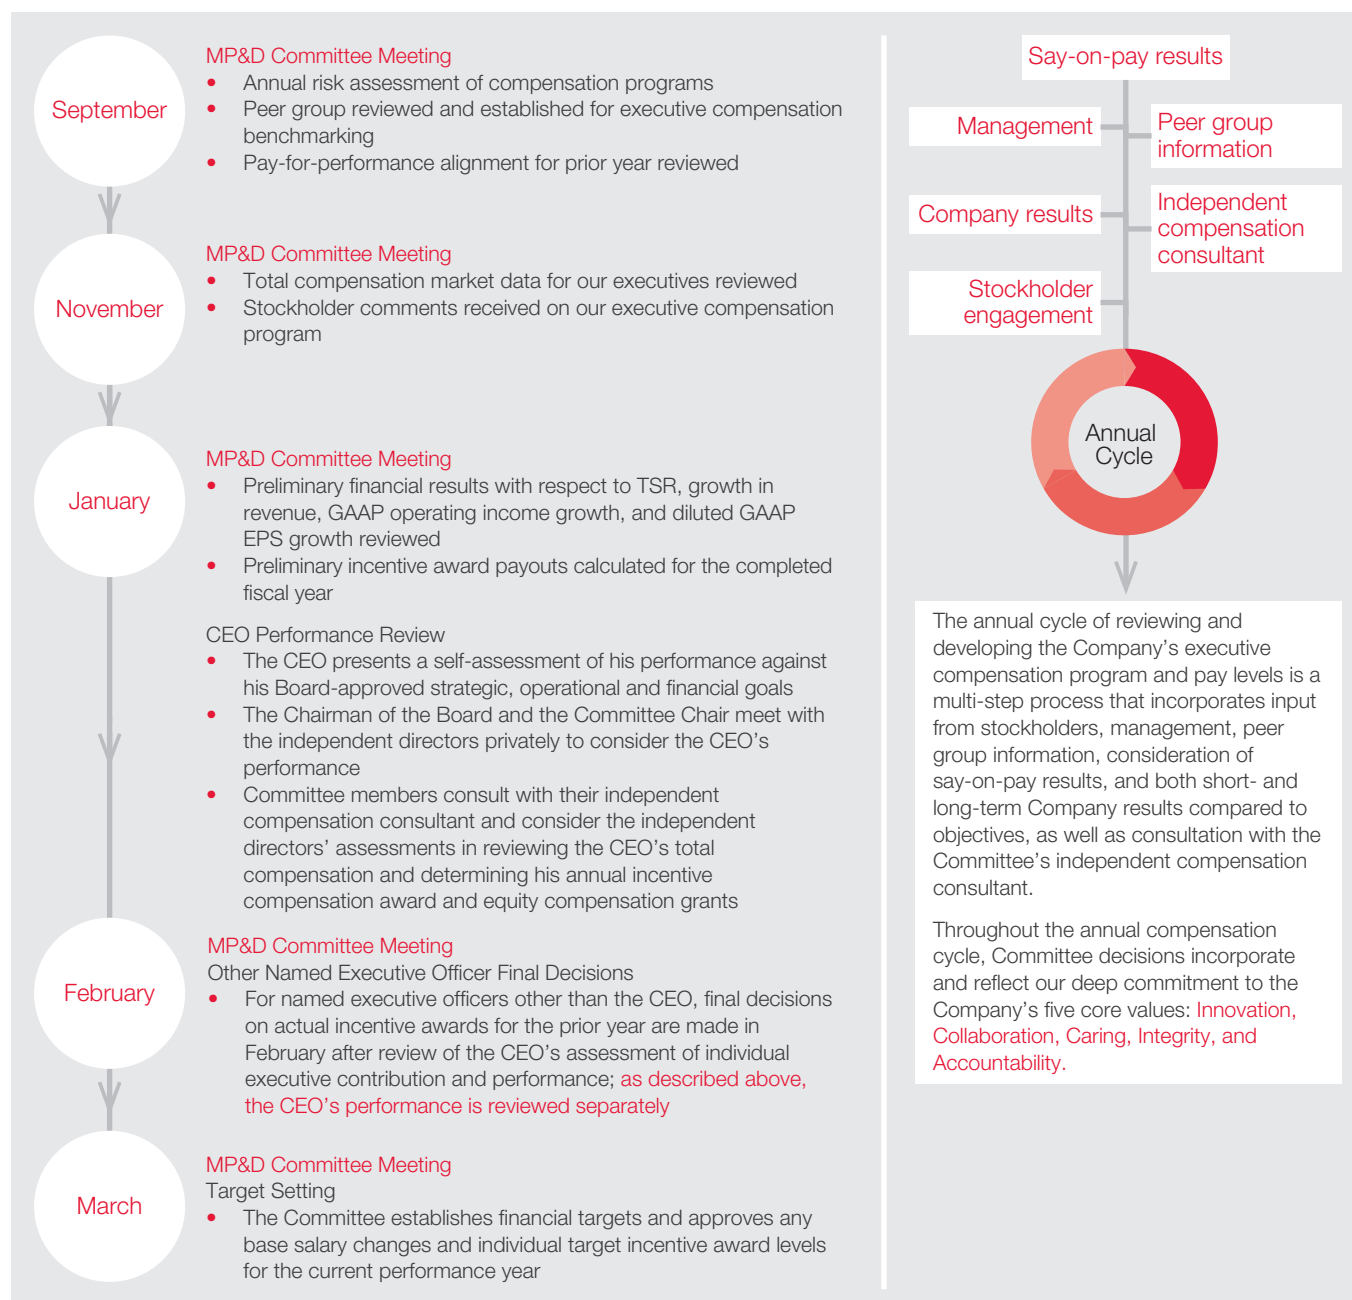 September
MP&D Committee Meeting
• Annual risk assessment of compensation programs
• Peer group reviewed and established for executive compensation
benchmarking
• Pay-for-performance alignment for prior year reviewed
November
MP&D Committee Meeting
• Total compensation market data for our executives reviewed
• Stockholder comments received on our executive compensation
program
January
MP&D Committee Meeting
• Preliminary financial results with respect to TSR, growth in
revenue, GAAP operating income growth, and diluted GAAP
EPS growth reviewed
• Preliminary incentive award payouts calculated for the completed
fiscal year
CEO Performance Review
• The CEO presents a self-assessment of his performance against
his Board-approved strategic, operational and financial goals
• The Chairman of the Board and the Committee Chair meet with
the independent directors privately to consider the CEO's
performance
• Committee members consult with their independent
compensation consultant and consider the independent
directors' assessments in reviewing the CEO's total
compensation and determining his annual incentive
compensation award and equity compensation grants
February
MP&D Committee Meeting
Other Named Executive Officer Final Decisions
• For named executive officers other than the CEO, final decisions
on actual incentive awards for the prior year are made in
February after review of the CEO's assessment of individual
executive contribution and performance; as described above,
the CEO's performance is reviewed separately
March
MP&D Committee Meeting
Target Setting
• The Committee establishes financial targets and approves any
base salary changes and individual target incentive award levels
for the current performance year
Say-on-pay results
Management
Peer group
information
Company results
Independent
compensation
consultant
Stockholder
engagement
Annual
Cycle
The annual cycle of reviewing and
developing the Company's executive
compensation program and pay levels is a
multi-step process that incorporates input
from stockholders, management, peer
group information, consideration of
say-on-pay results, and both short- and
long-term Company results compared to
objectives, as well as consultation with the
Committee's independent compensation
consultant.
Throughout the annual compensation
cycle, Committee decisions incorporate
and reflect our deep commitment to the
Company's five core values: Innovation,
Collaboration, Caring, Integrity, and
Accountability.